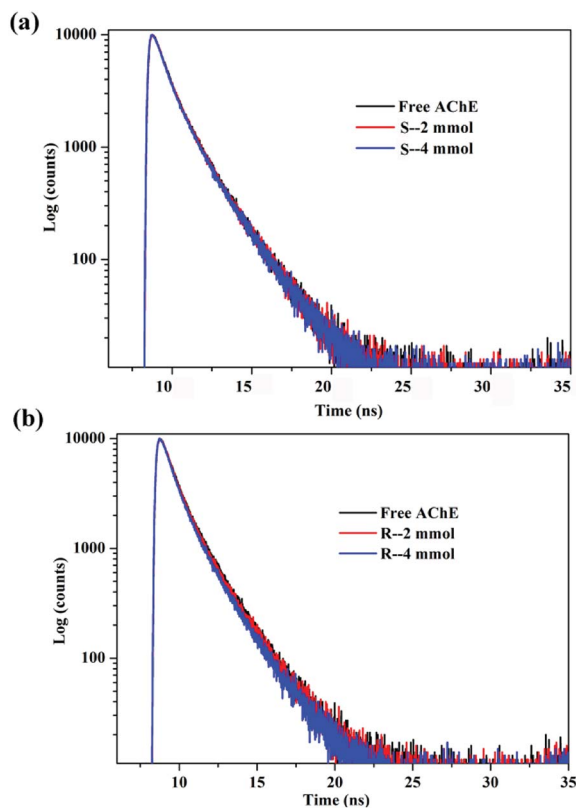 (a)
10000
1000
100
Log (counts)
Free AChE
S--2 mmol
S--4 mmol
10 15 20 25 30 35
Time (ns)
(b)
10000
1000
100
Log (counts)
Free AChE
R--2 mmol
R--4 mmol
10 15 20 25 30 35
Time (ns)